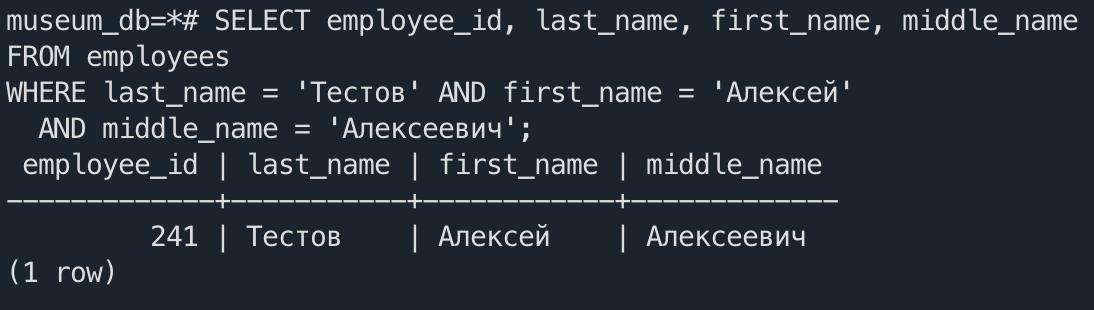 museum_db=*# SELECT employee_id, last_name, first_name, middle_name
FROM employees
WHERE last_name = 'Тестов' AND first_name = 'Алексей'
  AND middle_name = 'Алексеевич';
 employee_id | last_name | first_name | middle_name
-------------+-----------+------------+-------------
         241 | Тестов    | Алексей    | Алексеевич
(1 row)